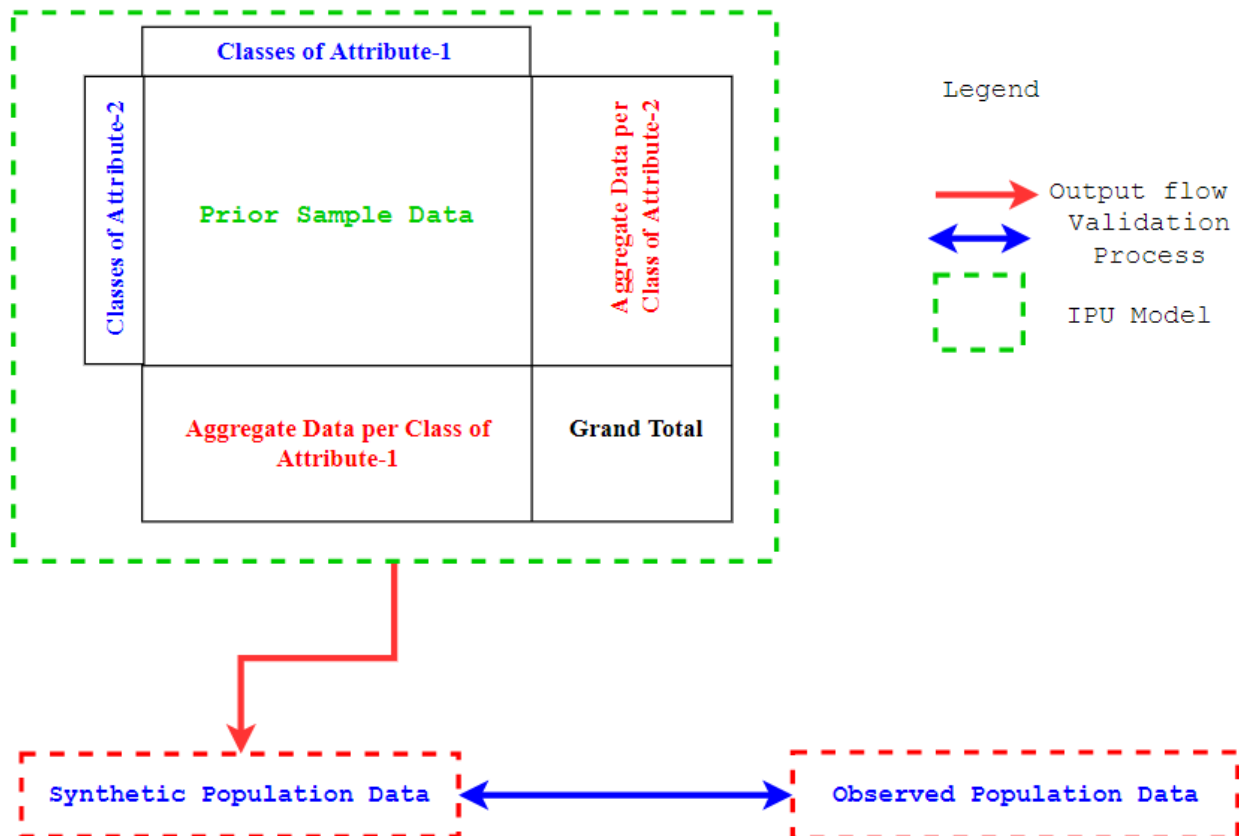 Classes of Attribute-1
Classes of Attribute-2
Prior Sample Data
Aggregate Data per
Class of Attribute-2
Aggregate Data per Class of
Attribute-1
Grand Total
Legend
Output flow
Validation
Process
IPU Model
Synthetic Population Data
Observed Population Data